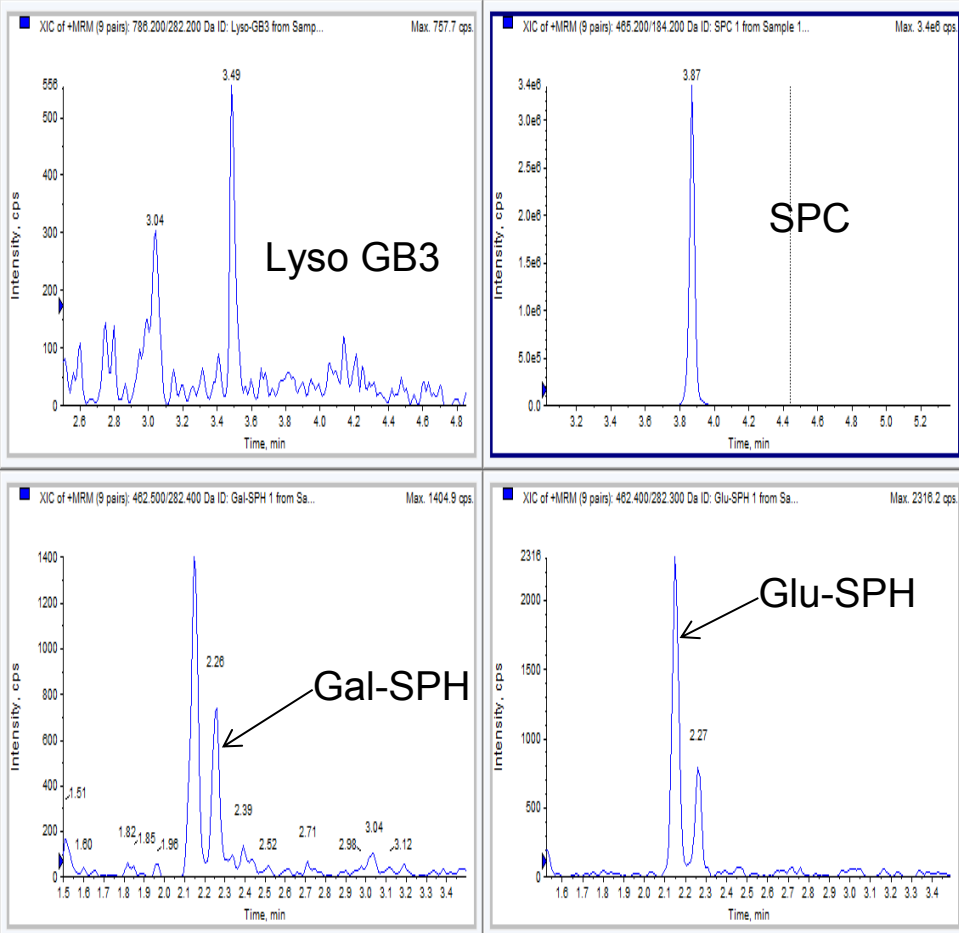 XIC of +MRM (9 pairs): 786.200/282.200 Da ID: Lyso-GB3 from Samp... Max. 757.7 cps.
3.49
556
500
400
3.04
300
Lyso GB3
200
100
0
Intensity, cps
2.6 2.8 3.0 3.2 3.4 3.6 3.8 4.0 4.2 4.4 4.6 4.8
Time, min
XIC of +MRM (9 pairs): 465.200/184.200 Da ID: SPC 1 from Sample 1... Max. 3.4e6 cps.
3.87
3.4e6
3.0e6
2.5e6
2.0e6
SPC
1.5e6
1.0e6
5.0e5
0.0
Intensity, cps
3.2 3.4 3.6 3.8 4.0 4.2 4.4 4.6 4.8 5.0 5.2
Time, min
XIC of +MRM (9 pairs): 462.500/282.400 Da ID: Gal-SPH 1 from Sa... Max. 1404.9 cps.
1400
1200
1000
2.26
800
Gal-SPH
600
400
1.51
200
1.60 1.82 1.85 1.96 2.39 2.52 2.71 2.98 3.04 3.12
0
Intensity, cps
1.5 1.6 1.7 1.8 1.9 2.0 2.1 2.2 2.3 2.4 2.5 2.6 2.7 2.8 2.9 3.0 3.1 3.2 3.3 3.4
Time, min
XIC of +MRM (9 pairs): 462.400/282.300 Da ID: Glu-SPH 1 from Sa... Max. 2316.2 cps.
2316
2000
Glu-SPH
1500
2.27
1000
500
0
Intensity, cps
1.6 1.7 1.8 1.9 2.0 2.1 2.2 2.3 2.4 2.5 2.6 2.7 2.8 2.9 3.0 3.1 3.2 3.3 3.4
Time, min